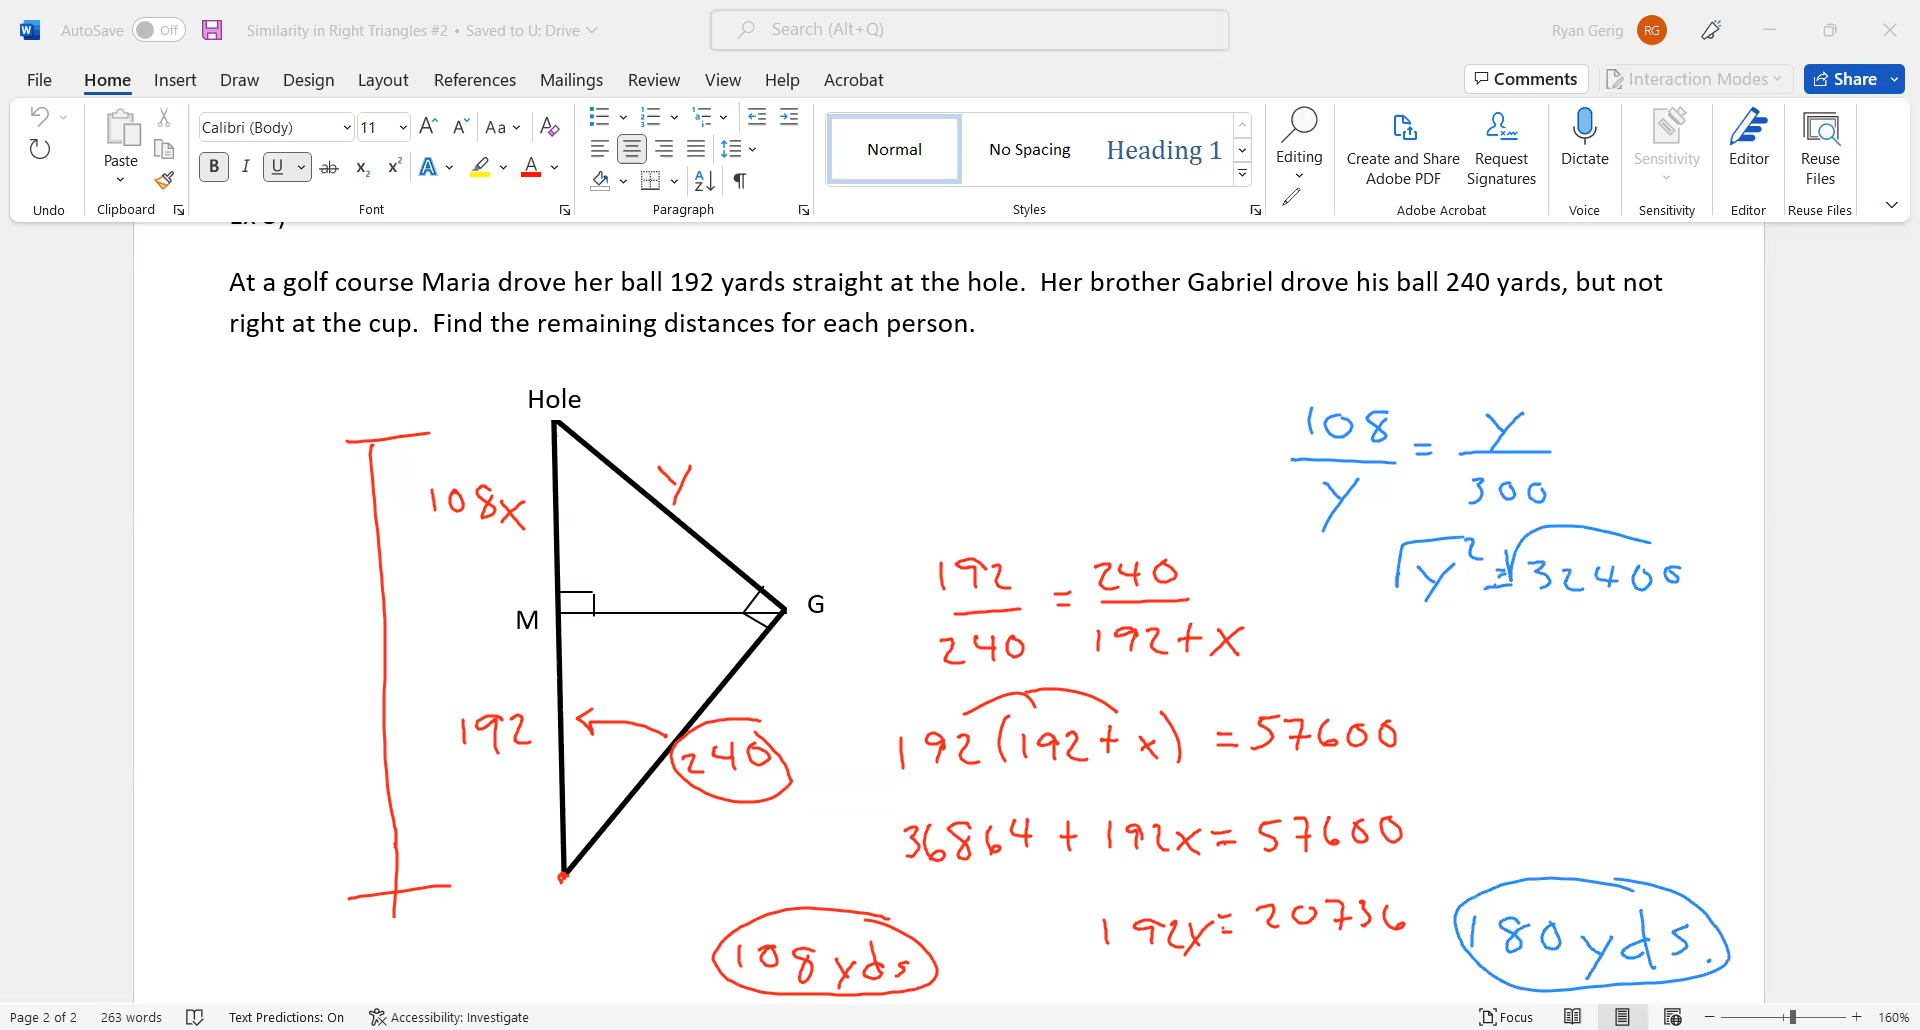 AutoSave Off Similarity in Right Triangles #2 • Saved to U: Drive Search (Alt+Q) Ryan Gerig RG
File Home Insert Draw Design Layout References Mailings Review View Help Acrobat Comments Interaction Modes Share
Calibri (Body) 11 Aa Normal No Spacing Heading 1
Paste Editing Create and Share Adobe PDF Request Signatures Dictate Sensitivity Editor Reuse Files
B I U ab x₂ x² A A
Undo Clipboard Font Paragraph Styles Adobe Acrobat Voice Sensitivity Editor Reuse Files
At a golf course Maria drove her ball 192 yards straight at the hole. Her brother Gabriel drove his ball 240 yards, but not
right at the cup. Find the remaining distances for each person.
Hole
108x
y
M
G
192
240
108/y = y/300
√y² = √32400
192/240 = 240/192+x
192(192+x) = 57600
36864 + 192x = 57600
192x = 20736
108 yds
180 yds.
Page 2 of 2 263 words Text Predictions: On Accessibility: Investigate Focus 160%